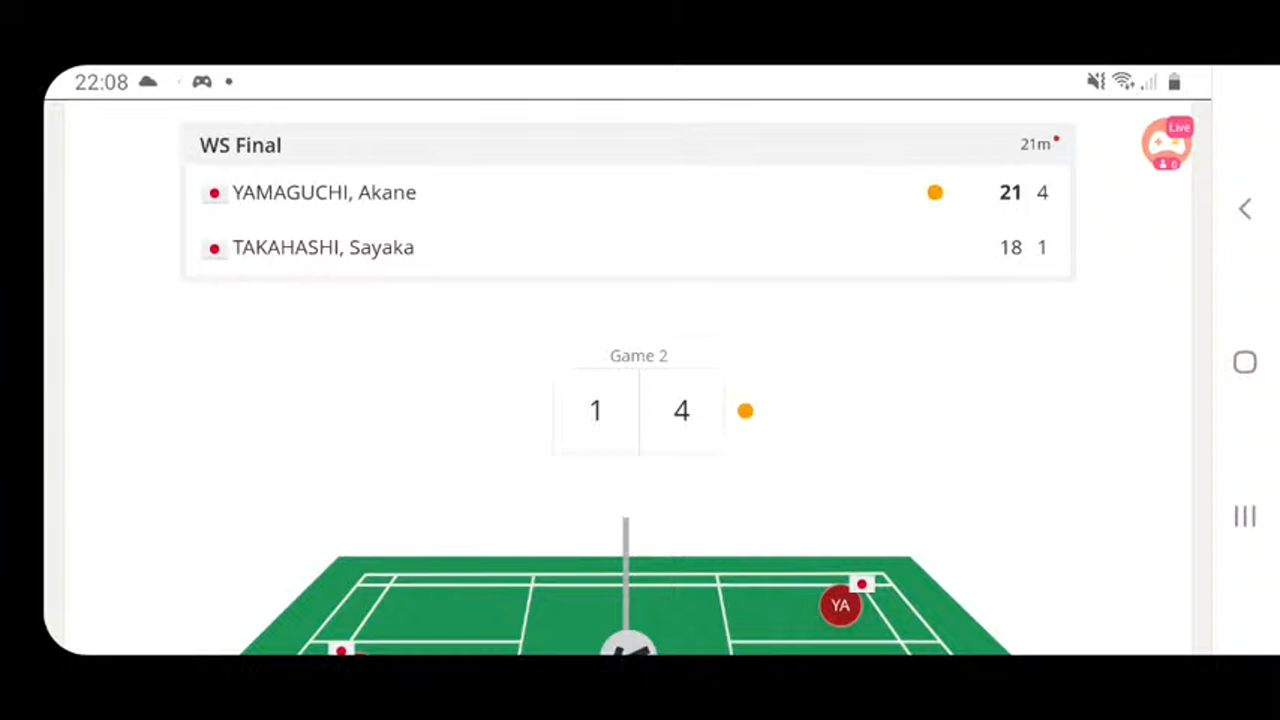 22:08
WS Final 21m
Live
0
YAMAGUCHI, Akane 21 4
TAKAHASHI, Sayaka 18 1
Game 2
1 4
YA